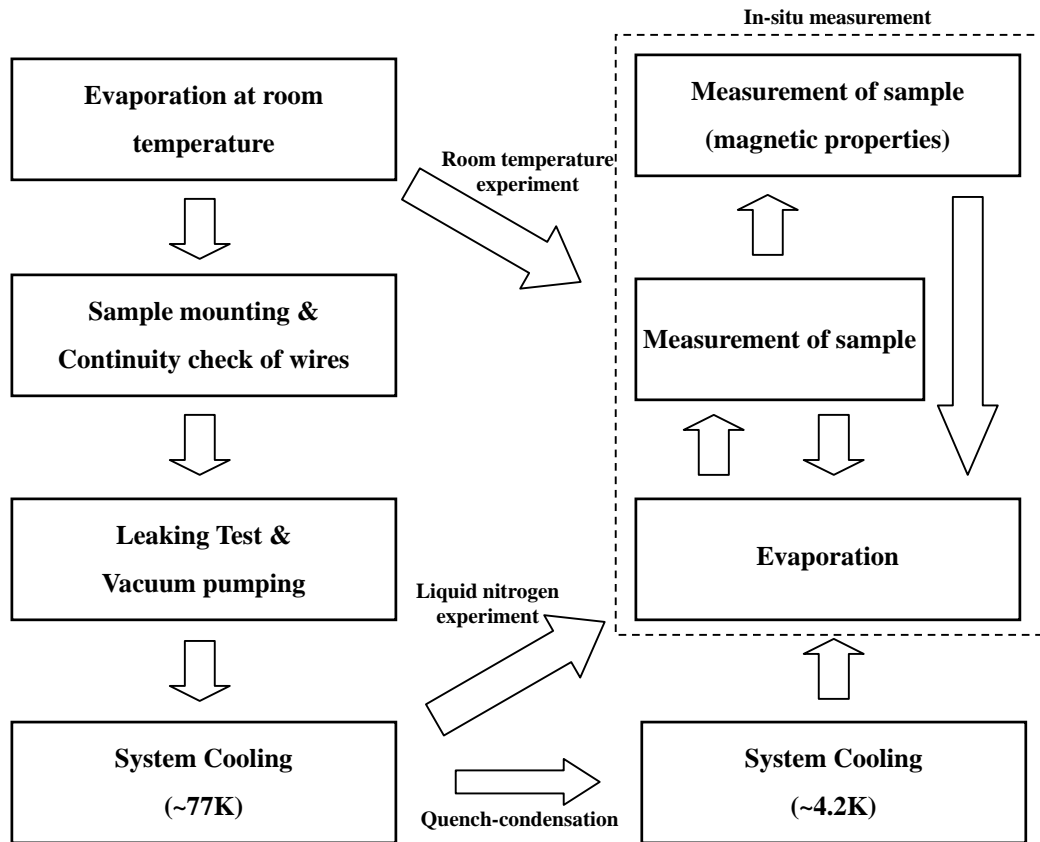 In-situ measurement
Evaporation at room
temperature
Measurement of sample
(magnetic properties)
Room temperature
experiment
Sample mounting &
Continuity check of wires
Measurement of sample
Leaking Test &
Vacuum pumping
Evaporation
Liquid nitrogen
experiment
System Cooling
(~77K)
Quench-condensation
System Cooling
(~4.2K)